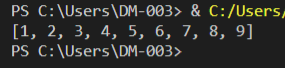 PS C:\Users\DM-003> & C:/Users/
[1, 2, 3, 4, 5, 6, 7, 8, 9]
PS C:\Users\DM-003>